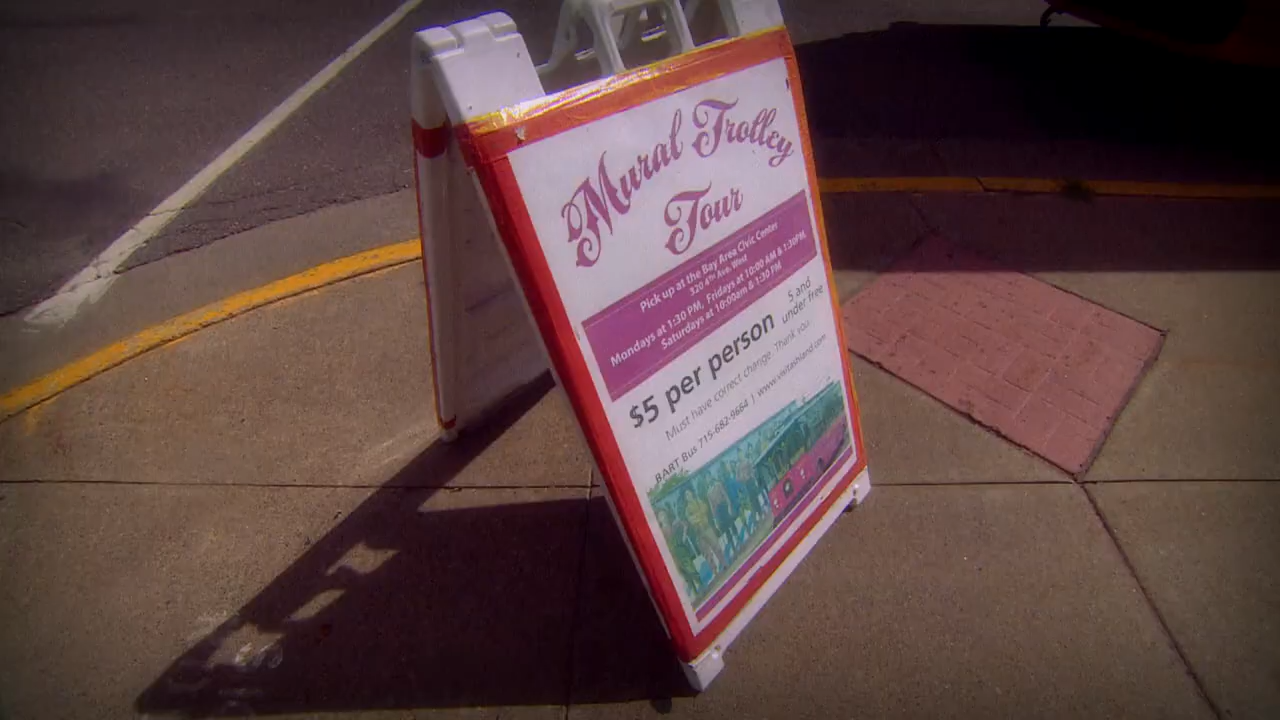 Mural Trolley
Tour
Pick up at the Bay Area Civic Center
320 4th Ave. West
Mondays at 1:30 PM, Fridays at 10:00 AM & 1:30PM,
Saturdays at 10:00am & 1:30 PM
$5 per person
5 and
under free
Must have correct change. Thank you.
BART Bus 715-682-9664 | www.visitashland.com